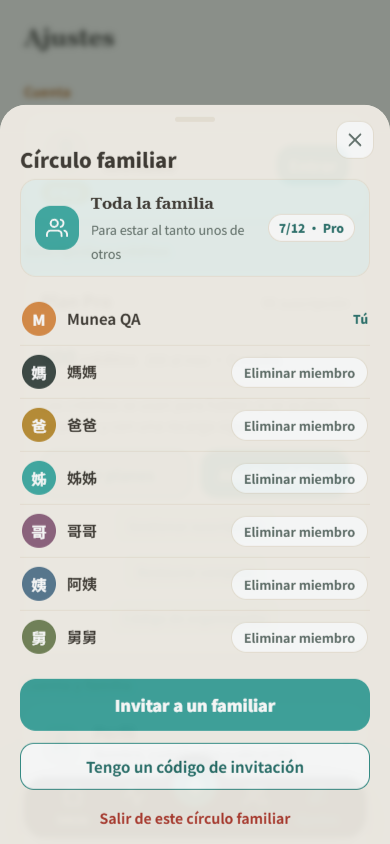 Ajustes
Cuenta
Círculo familiar
Toda la familia
Para estar al tanto unos de
otros
7/12 • Pro
M
Munea QA
Tú
媽
媽媽
Eliminar miembro
爸
爸爸
Eliminar miembro
姊
姊姊
Eliminar miembro
哥
哥哥
Eliminar miembro
姨
阿姨
Eliminar miembro
舅
舅舅
Eliminar miembro
Invitar a un familiar
Tengo un código de invitación
Salir de este círculo familiar